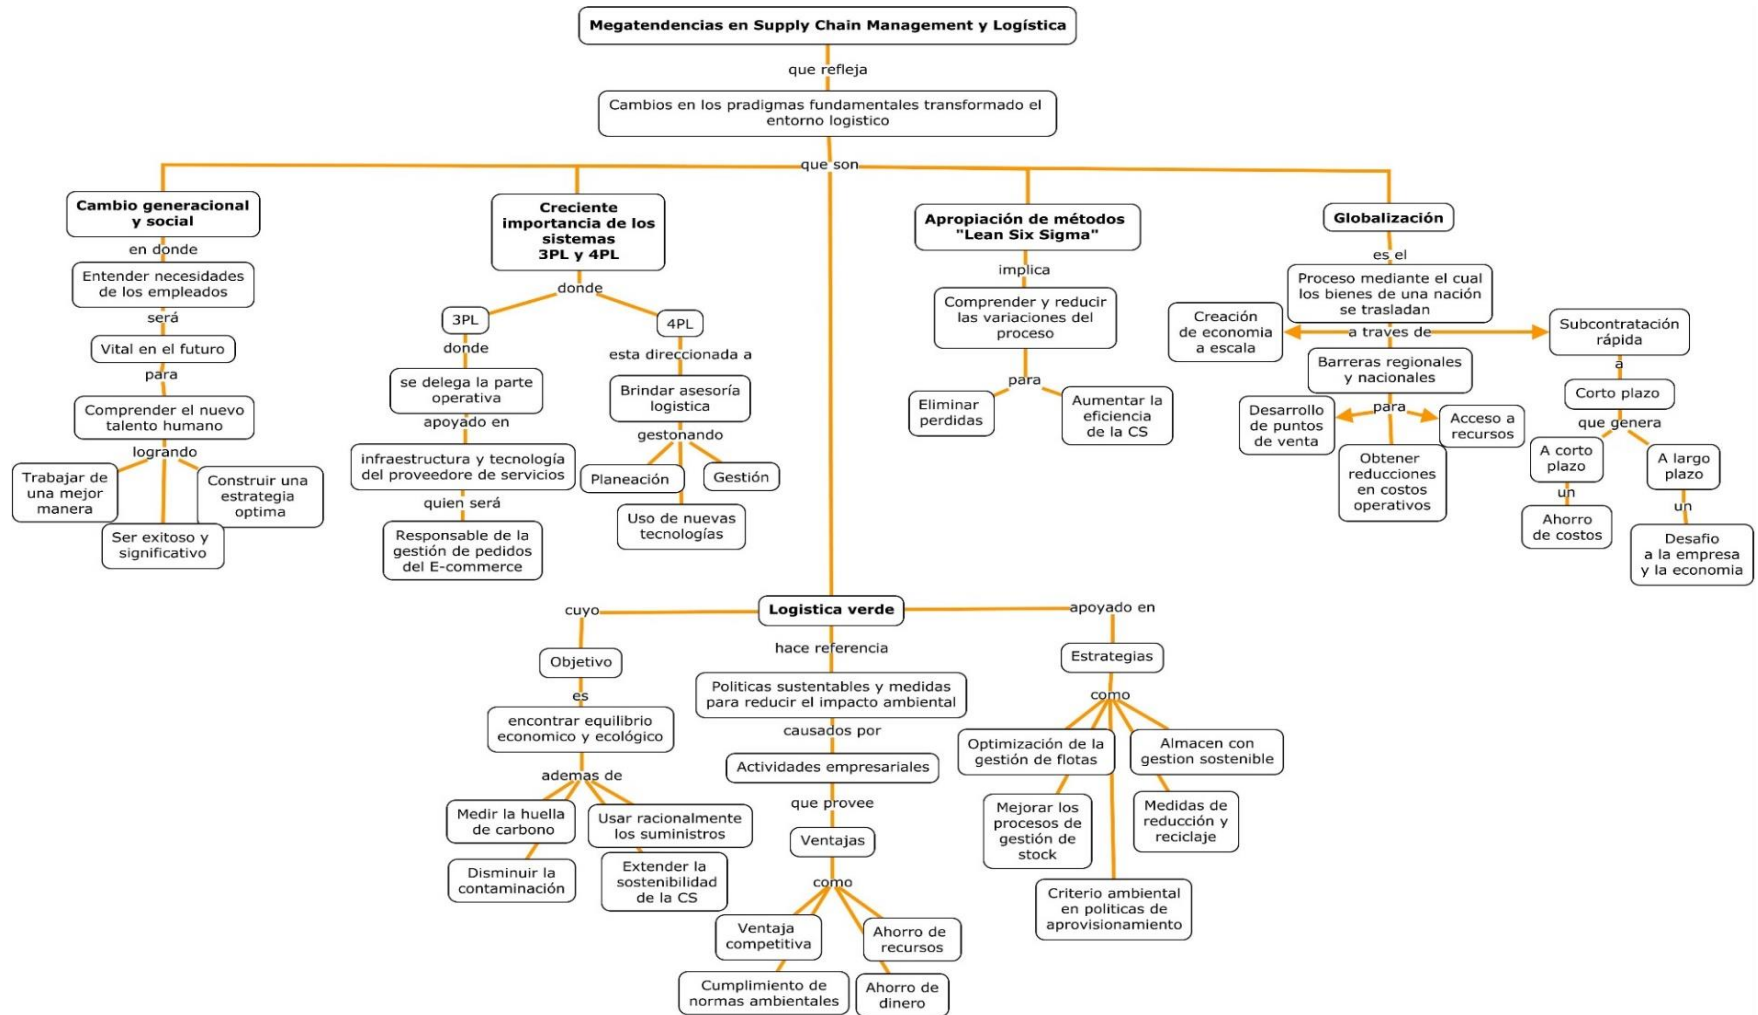 Megatendencias en Supply Chain Management y Logística
que refleja
Cambios en los pradigmas fundamentales transformado el
entorno logistico
que son
Cambio generacional
y social
en donde
Entender necesidades
de los empleados
será
Vital en el futuro
para
Comprender el nuevo
talento humano
logrando
Trabajar de
una mejor
manera
Ser exitoso y
significativo
Construir una
estrategia
optima
Creciente
importancia de los
sistemas
3PL y 4PL
donde
3PL
donde
se delega la parte
operativa
apoyado en
infraestructura y tecnología
del proveedore de servicios
quien será
Responsable de la
gestión de pedidos
del E-commerce
4PL
esta direccionada a
Brindar asesoría
logistica
gestonando
Planeación
Uso de nuevas
tecnologías
Gestión
Apropiación de métodos
"Lean Six Sigma"
implica
Comprender y reducir
las variaciones del
proceso
para
Eliminar
perdidas
Aumentar la
eficiencia
de la CS
Globalización
es el
Proceso mediante el cual
los bienes de una nación
se trasladan
a traves de
Creación
de economia
a escala
Barreras regionales
y nacionales
para
Desarrollo
de puntos
de venta
Obtener
reducciones
en costos
operativos
Acceso a
recursos
Subcontratación
rápida
a
Corto plazo
que genera
A corto
plazo
un
Ahorro
de costos
A largo
plazo
un
Desafio
a la empresa
y la economia
Logistica verde
cuyo
Objetivo
es
encontrar equilibrio
economico y ecológico
ademas de
Medir la huella
de carbono
Disminuir la
contaminación
Usar racionalmente
los suministros
Extender la
sostenibilidad
de la CS
hace referencia
Politicas sustentables y medidas
para reducir el impacto ambiental
causados por
Actividades empresariales
que provee
Ventajas
como
Ventaja
competitiva
Cumplimiento de
normas ambientales
Ahorro de
recursos
Ahorro de
dinero
apoyado en
Estrategias
como
Optimización de la
gestión de flotas
Mejorar los
procesos de
gestión de
stock
Criterio ambiental
en politicas de
aprovisionamiento
Almacen con
gestion sostenible
Medidas de
reducción y
reciclaje